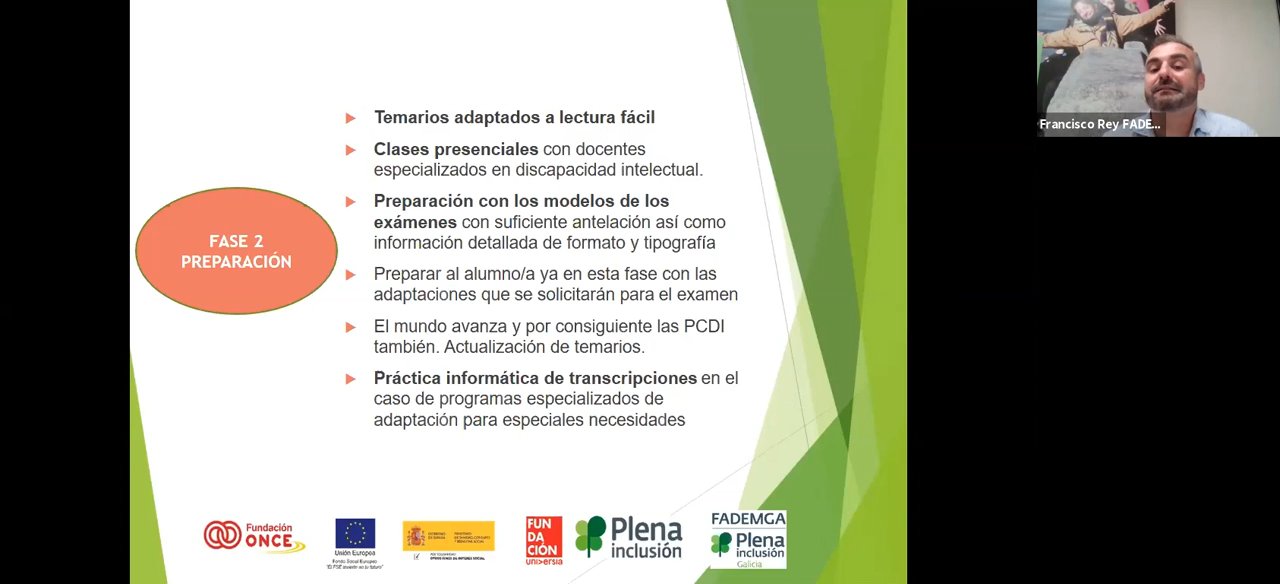 Temarios adaptados a lectura fácil
Clases presenciales con docentes
especializados en discapacidad intelectual.
Preparación con los modelos de los
exámenes con suficiente antelación así como
información detallada de formato y tipografía
FASE 2
PREPARACIÓN
Preparar al alumno/a ya en esta fase con las
adaptaciones que se solicitarán para el examen
El mundo avanza y por consiguiente las PCDI
también. Actualización de temarios.
Práctica informática de transcripciones en el
caso de programas especializados de
adaptación para especiales necesidades
Francisco Rey FADE...
Fundación
ONCE
Unión Europea
Fondo Social Europeo
FUN
DA
CIÓN
universia
Plena
inclusión
FADEMGA
Plena
inclusión
Galicia